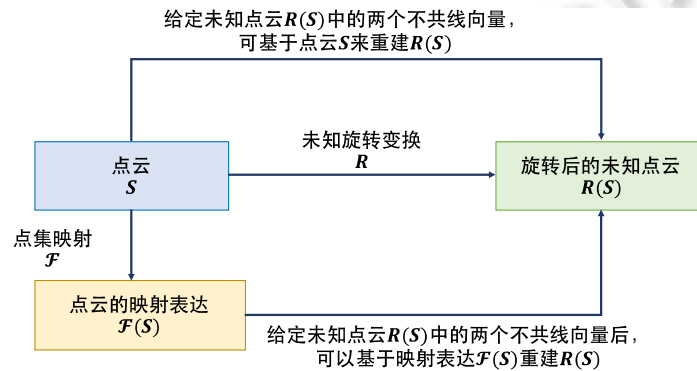 给定未知点云R(S)中的两个不共线向量，
可基于点云S来重建R(S)
点云
S
未知旋转变换
R
旋转后的未知点云
R(S)
点集映射
ℱ
点云的映射表达
ℱ(S)
给定未知点云R(S)中的两个不共线向量后，
可以基于映射表达ℱ(S)重建R(S)